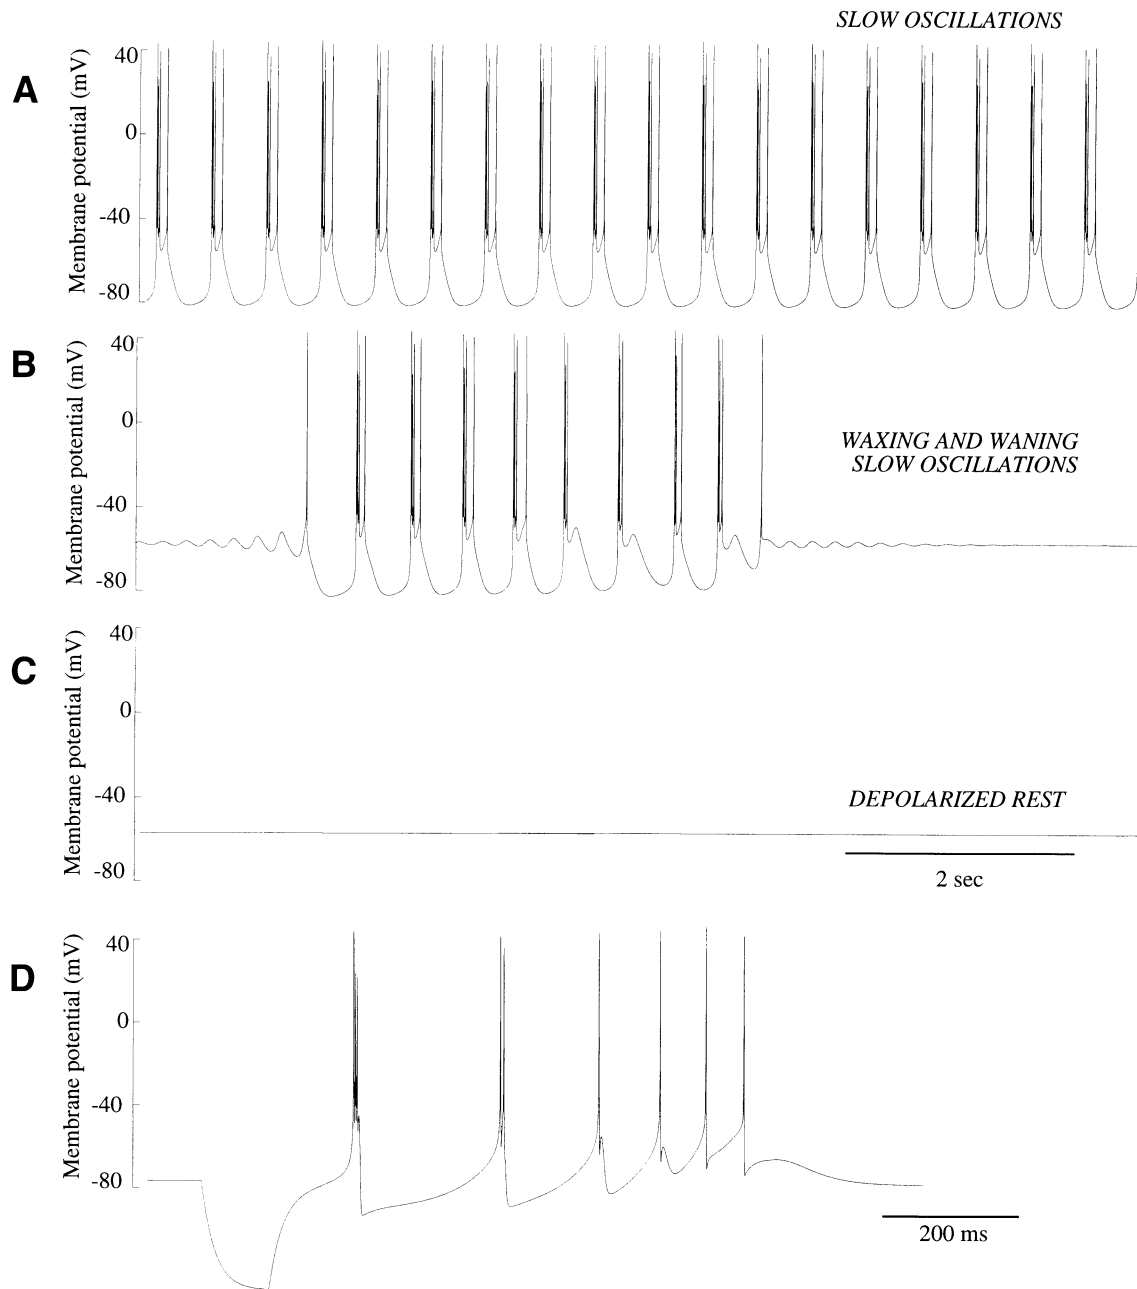 SLOW OSCILLATIONS
A
Membrane potential (mV)
40
0
-40
-80
B
Membrane potential (mV)
40
0
-40
-80
WAXING AND WANING
SLOW OSCILLATIONS
C
Membrane potential (mV)
40
0
-40
-80
DEPOLARIZED REST
2 sec
D
Membrane potential (mV)
40
0
-40
-80
200 ms